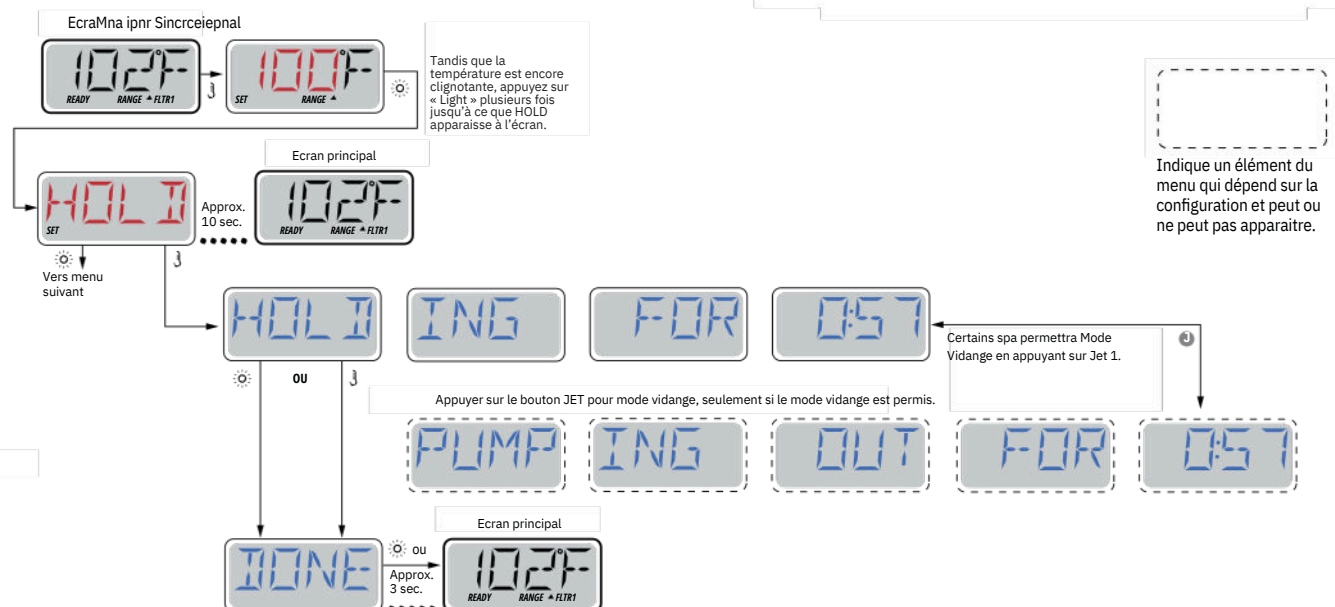 EcraMna ipnr Sincrceiepnal
102°F
READY RANGE FLTR1
100°F
SET RANGE
Tandis que la
température est encore
clignotante, appuyez sur
« Light » plusieurs fois
jusqu’à ce que HOLD
apparaisse à l’écran.
Indique un élément du
menu qui dépend sur la
configuration et peut ou
ne peut pas apparaitre.
Ecran principal
HOLD
SET
Approx.
10 sec.
102°F
READY RANGE FLTR1
Vers menu
suivant
HOLD ING FOR 0:57
Certains spa permettra Mode
Vidange en appuyant sur Jet 1.
J
OU
Appuyer sur le bouton JET pour mode vidange, seulement si le mode vidange est permis.
PUMP ING OUT FOR 0:57
Ecran principal
DONE
ou
Approx.
3 sec.
102°F
READY RANGE FLTR1